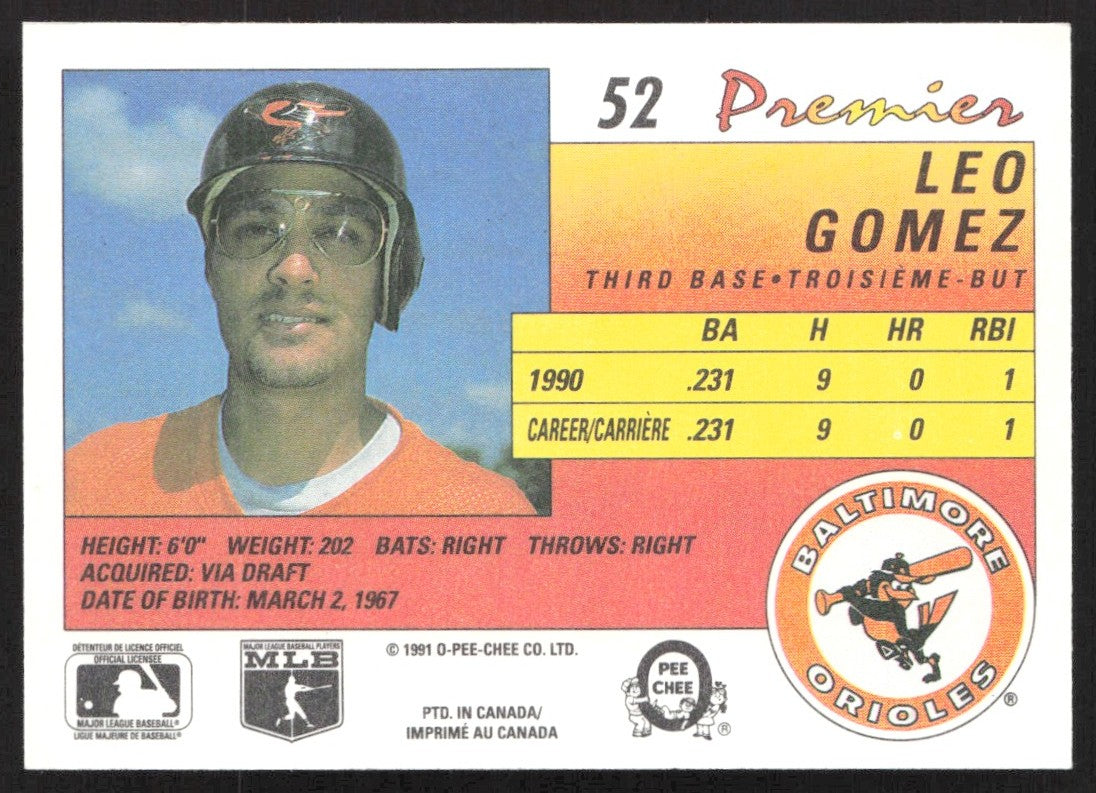 52 Premier
LEO
GOMEZ
THIRD BASE•TROISIÈME-BUT
BA H HR RBI
1990 .231 9 0 1
CAREER/CARRIÈRE .231 9 0 1
HEIGHT: 6'0" WEIGHT: 202 BATS: RIGHT THROWS: RIGHT
ACQUIRED: VIA DRAFT
DATE OF BIRTH: MARCH 2, 1967
BALTIMORE
ORIOLES
®
DÉTENTEUR DE LICENCE OFFICIEL
OFFICIAL LICENSEE
MAJOR LEAGUE BASEBALL®
LIGUE MAJEURE DE BASEBALL®
MAJOR LEAGUE BASEBALL PLAYERS
MLB
© 1991 O-PEE-CHEE CO. LTD.
PTD. IN CANADA/
IMPRIMÉ AU CANADA
O
PEE
CHEE
®